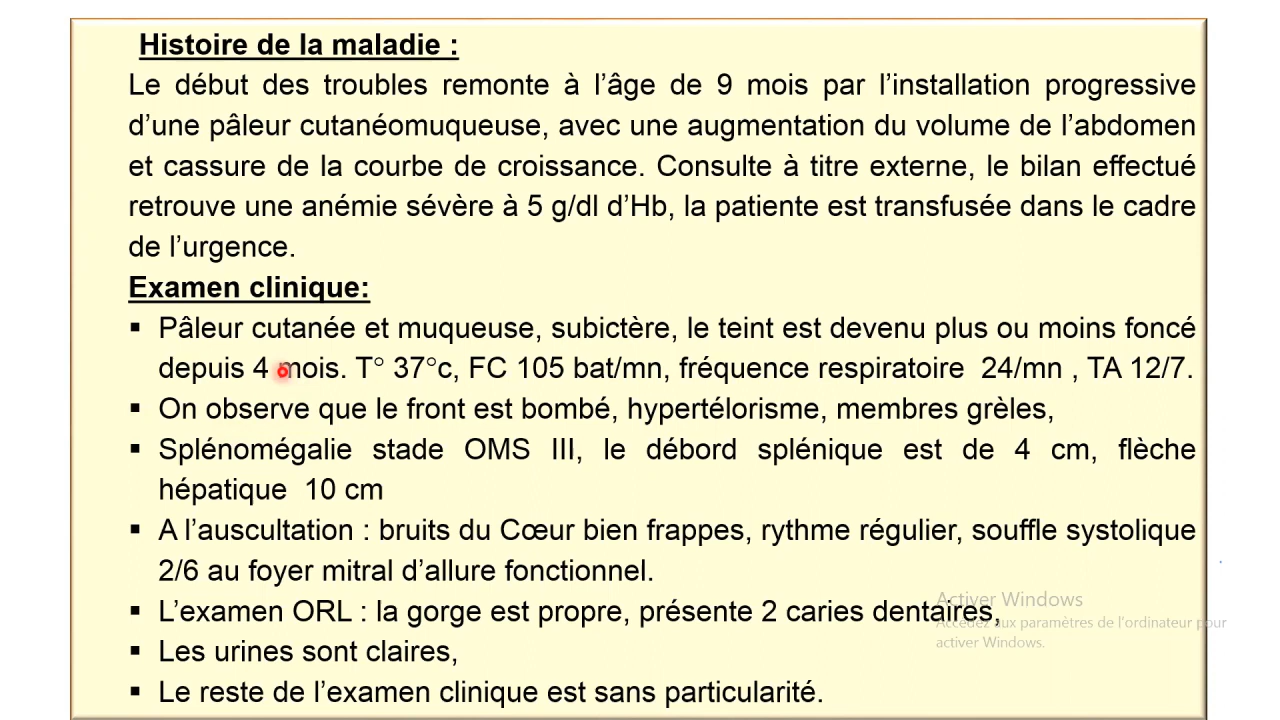 Histoire de la maladie :
Le début des troubles remonte à l’âge de 9 mois par l’installation progressive
d’une pâleur cutanéomuqueuse, avec une augmentation du volume de l’abdomen
et cassure de la courbe de croissance. Consulte à titre externe, le bilan effectué
retrouve une anémie sévère à 5 g/dl d’Hb, la patiente est transfusée dans le cadre
de l’urgence.
Examen clinique:
▪ Pâleur cutanée et muqueuse, subictère, le teint est devenu plus ou moins foncé
depuis 4 mois. T° 37°c, FC 105 bat/mn, fréquence respiratoire 24/mn , TA 12/7.
▪ On observe que le front est bombé, hypertélorisme, membres grèles,
▪ Splénomégalie stade OMS III, le débord splénique est de 4 cm, flèche
hépatique 10 cm
▪ A l’auscultation : bruits du Cœur bien frappes, rythme régulier, souffle systolique
2/6 au foyer mitral d’allure fonctionnel.
▪ L’examen ORL : la gorge est propre, présente 2 caries dentaires,
▪ Les urines sont claires,
▪ Le reste de l’examen clinique est sans particularité.
Activer Windows
Accédez aux paramètres de l’ordinateur pour
activer Windows.